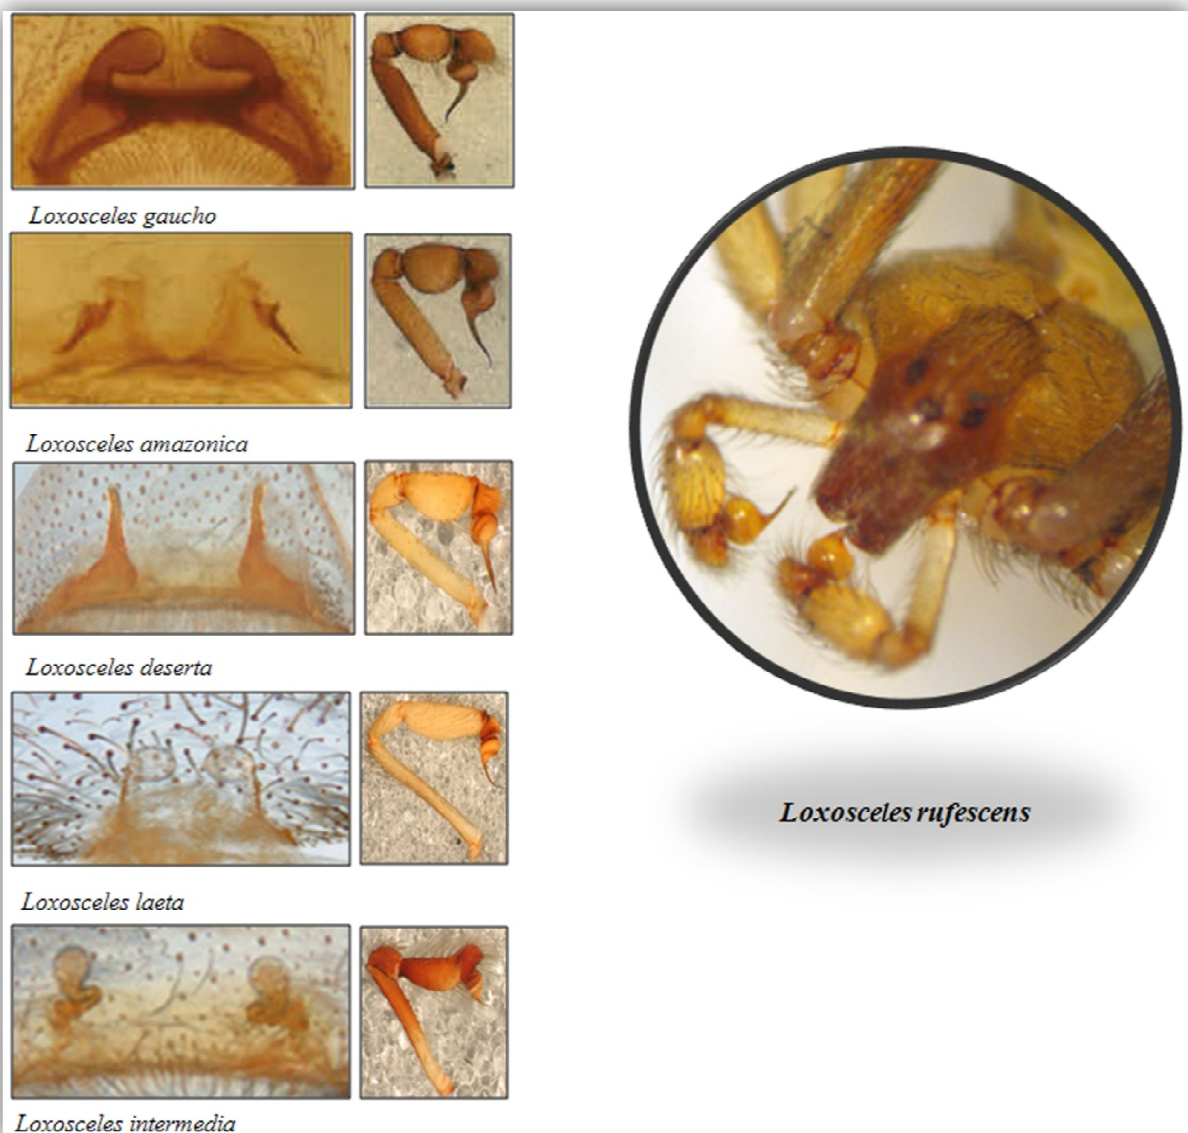 Loxosceles gaucho
Loxosceles amazonica
Loxosceles deserta
Loxosceles laeta
Loxosceles intermedia
Loxosceles rufescens